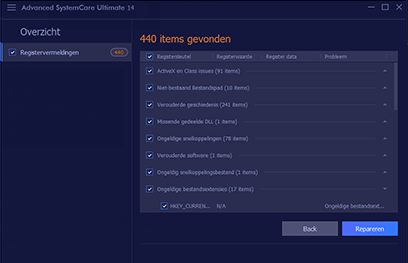 Advanced SystemCare Ultimate 14
Overzicht
Registervermeldingen 440
440 items gevonden
Registersleutel Registerwaarde Register data Probleem
ActiveX en Class issues (91 items)
Niet-bestaand Bestandspad (10 items)
Verouderde geschiedenis (241 items)
Missende gedeelde DLL (1 items)
Ongeldige snelkoppelingen (78 items)
Verouderde software (1 items)
Ongeldig snelkoppelingsbestand (1 items)
Ongeldige bestandsextensies (17 items)
HKEY_CURREN... N/A Ongeldige bestandsext...
Back Repareren